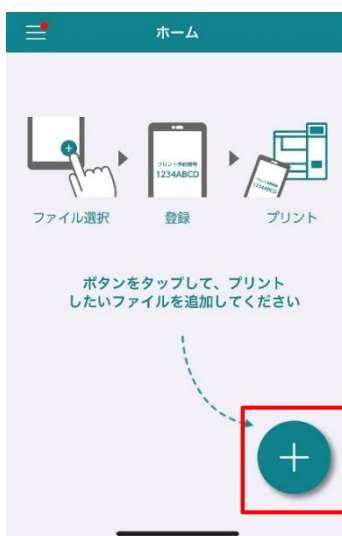 ホーム
プリント予約番号
1234ABCD
プリント予約番号
1234ABCD
ファイル選択
登録
プリント
ボタンをタップして、プリント
したいファイルを追加してください